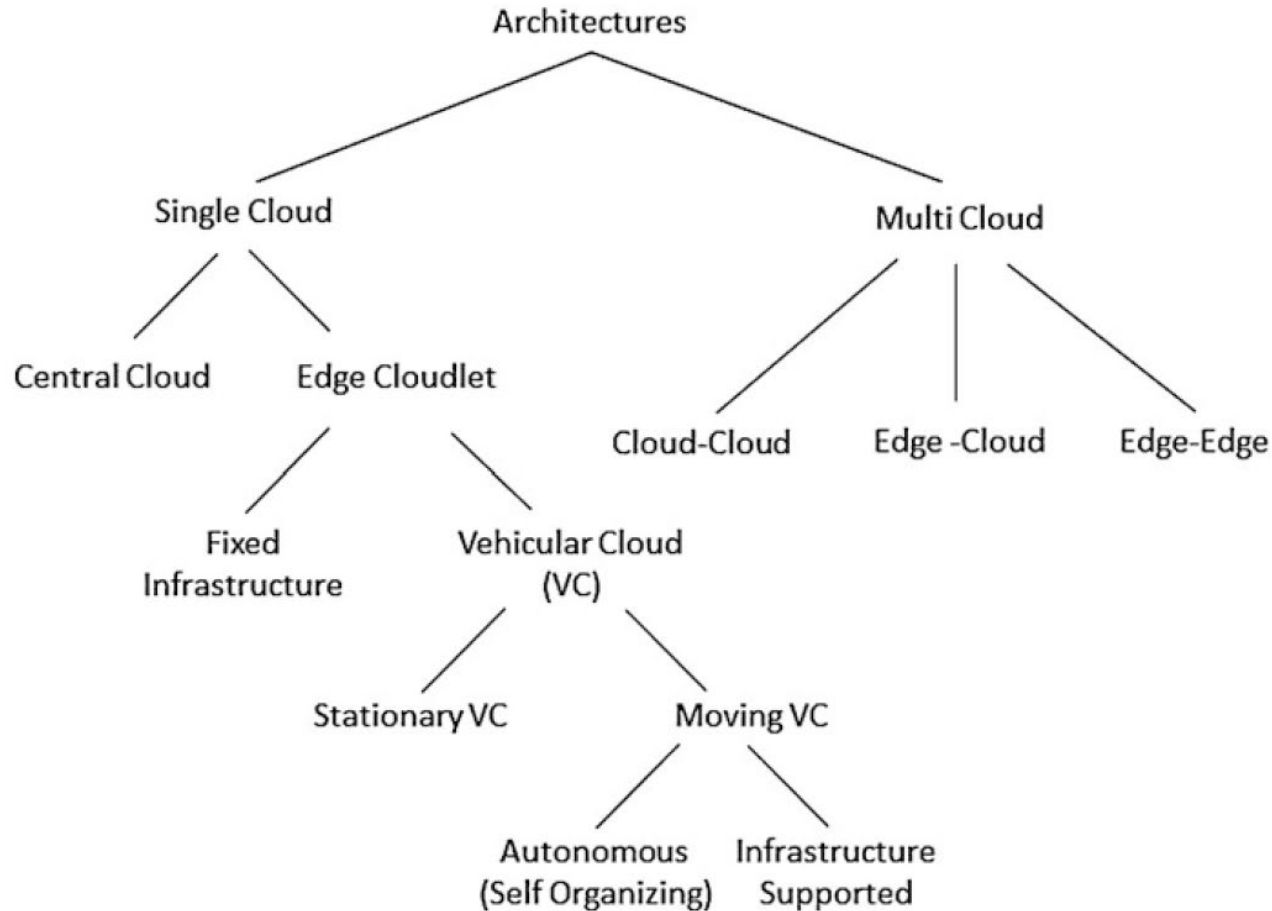 Architectures
Single Cloud
Multi Cloud
Central Cloud
Edge Cloudlet
Cloud-Cloud
Edge -Cloud
Edge-Edge
Fixed
Infrastructure
Vehicular Cloud
(VC)
Stationary VC
Moving VC
Autonomous
(Self Organizing)
Infrastructure
Supported